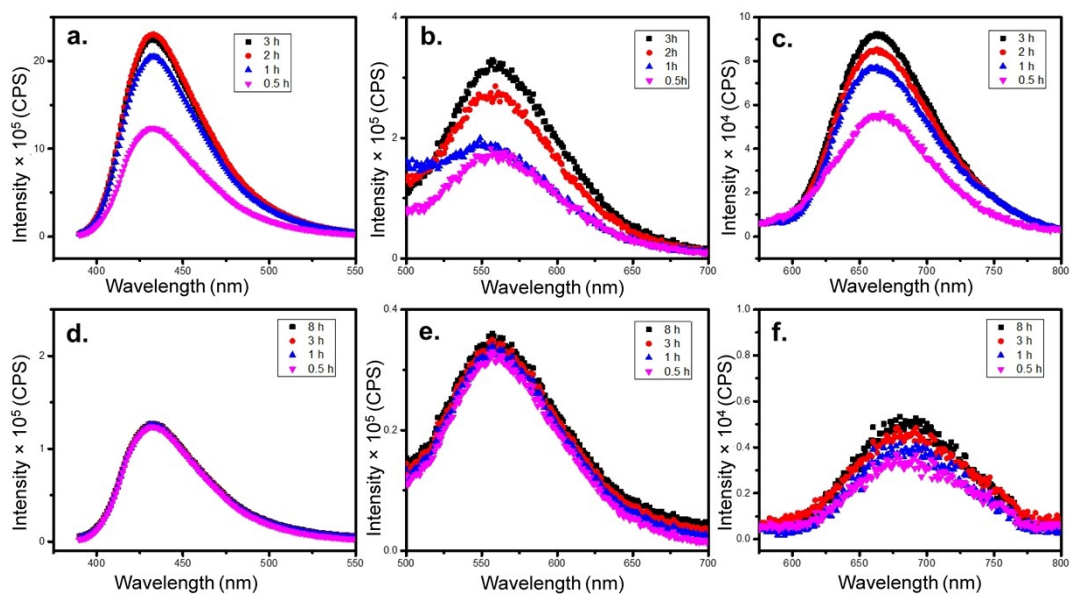 a.
3 h
2 h
1 h
0.5 h
Intensity × 10⁵ (CPS)
20
10
0
400
450
500
550
Wavelength (nm)
b.
3h
2h
1h
0.5h
Intensity × 10⁵ (CPS)
3
2
1
0
500
550
600
650
700
Wavelength (nm)
c.
3 h
2 h
1 h
0.5 h
Intensity × 10⁴ (CPS)
10
8
6
4
2
0
600
650
700
750
800
Wavelength (nm)
d.
8 h
3 h
1 h
0.5 h
Intensity × 10⁵ (CPS)
2
1
0
400
450
500
550
Wavelength (nm)
e.
8 h
3 h
1 h
0.5 h
Intensity × 10⁵ (CPS)
0.4
0.3
0.2
0.1
0.0
500
550
600
650
700
Wavelength (nm)
f.
8 h
3 h
1 h
0.5 h
Intensity × 10⁴ (CPS)
1.0
0.8
0.6
0.4
0.2
0.0
600
650
700
750
800
Wavelength (nm)